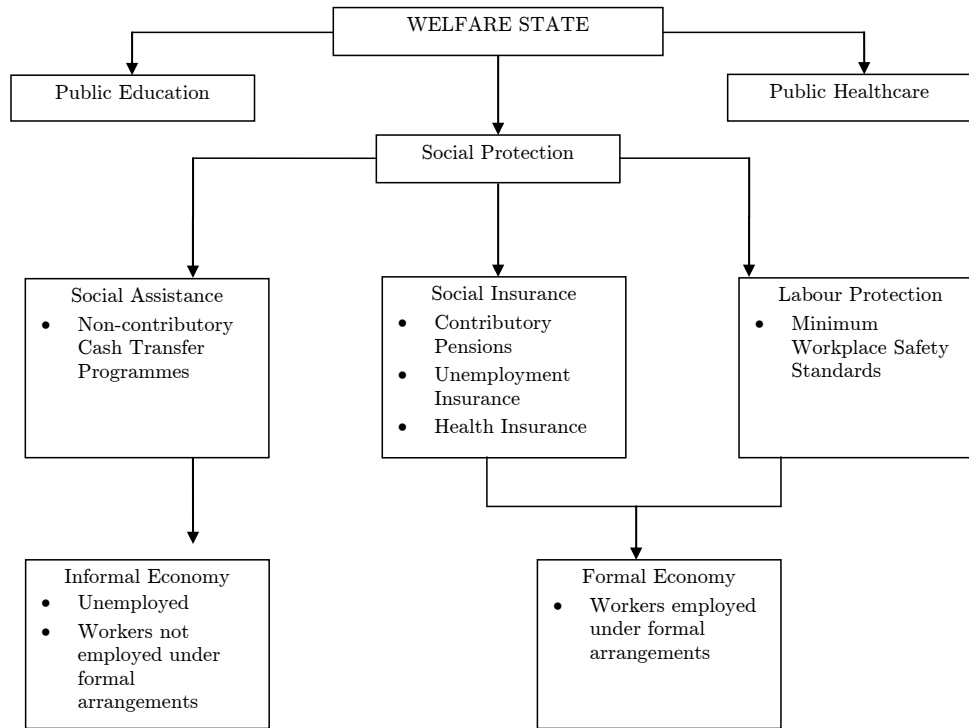 WELFARE STATE
Public Education
Public Healthcare
Social Protection
Social Assistance
• Non-contributory
Cash Transfer
Programmes
Social Insurance
• Contributory
Pensions
• Unemployment
Insurance
• Health Insurance
Labour Protection
• Minimum
Workplace Safety
Standards
Informal Economy
• Unemployed
• Workers not
employed under
formal
arrangements
Formal Economy
• Workers employed
under formal
arrangements